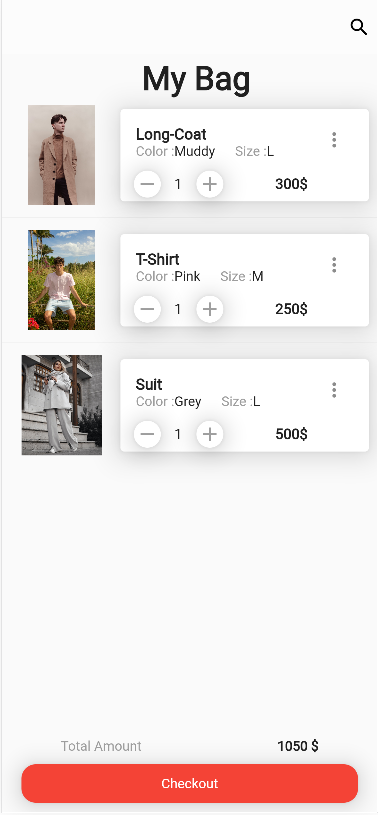 My Bag
Long-Coat
Color :Muddy Size :L
1 300$
T-Shirt
Color :Pink Size :M
1 250$
Suit
Color :Grey Size :L
1 500$
Total Amount 1050 $
Checkout